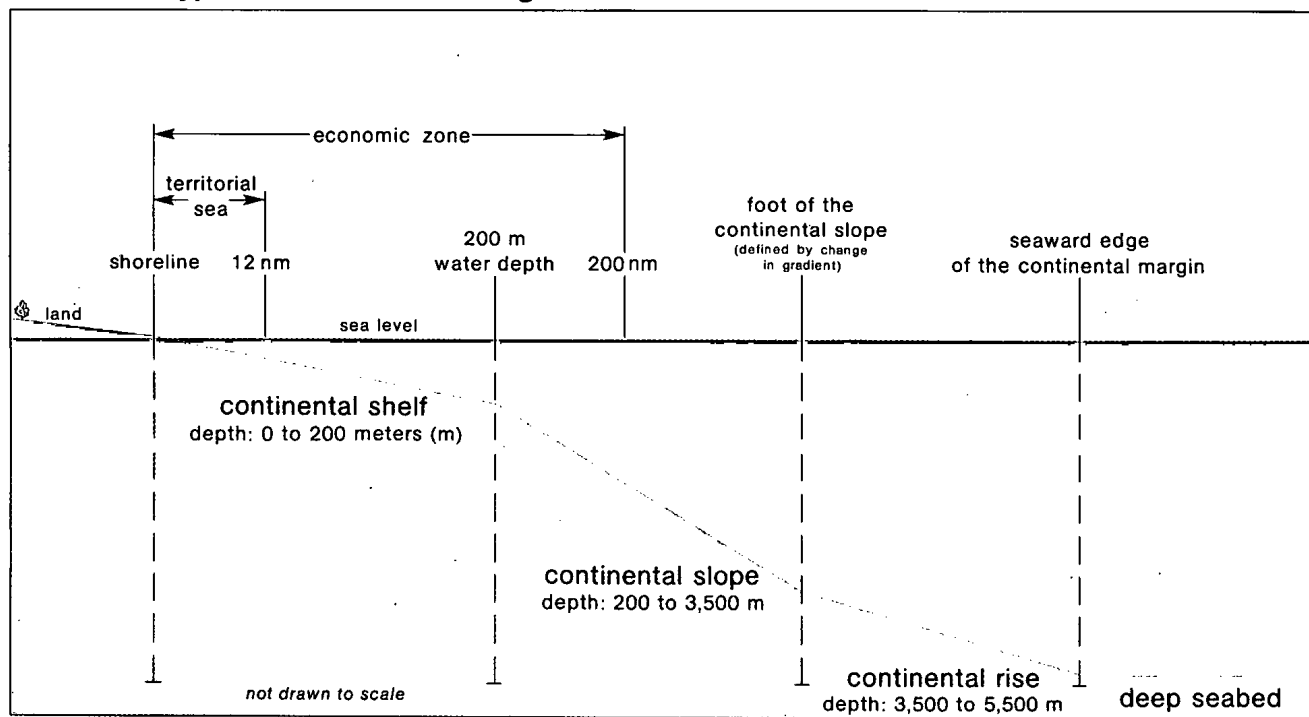 economic zone
territorial
sea
shoreline
12 nm
200 m
water depth
200 nm
foot of the
continental slope
(defined by change
in gradient)
seaward edge
of the continental margin
land
sea level
continental shelf
depth: 0 to 200 meters (m)
continental slope
depth: 200 to 3,500 m
continental rise
depth: 3,500 to 5,500 m
deep seabed
not drawn to scale